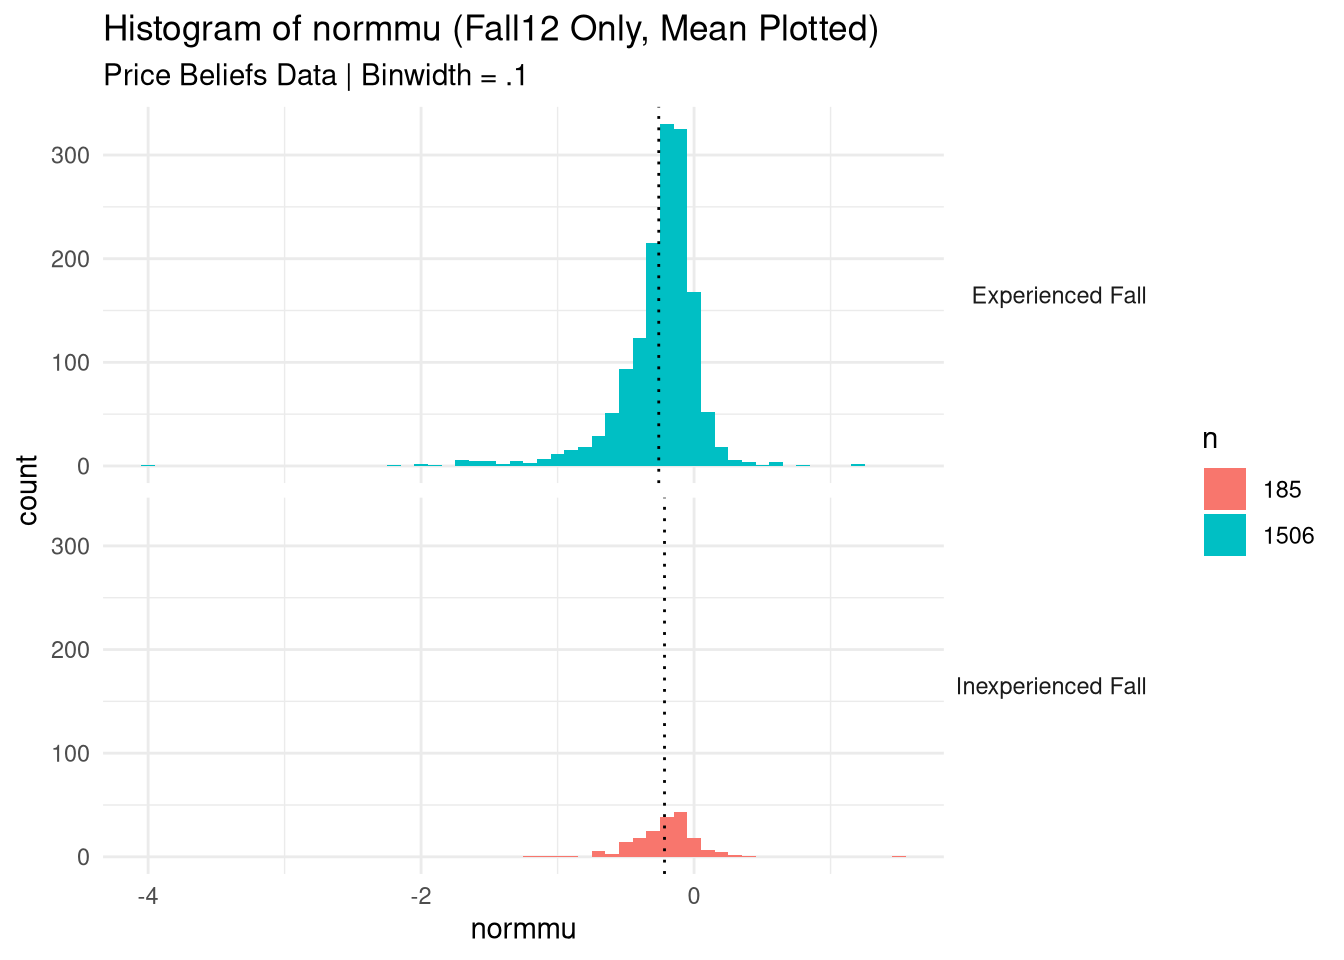 Histogram of normmu (Fall12 Only, Mean Plotted)
Price Beliefs Data | Binwidth = .1
300
200
100
0
Experienced Fall
count
300
200
100
0
Inexperienced Fall
-4
-2
0
normmu
n
185
1506